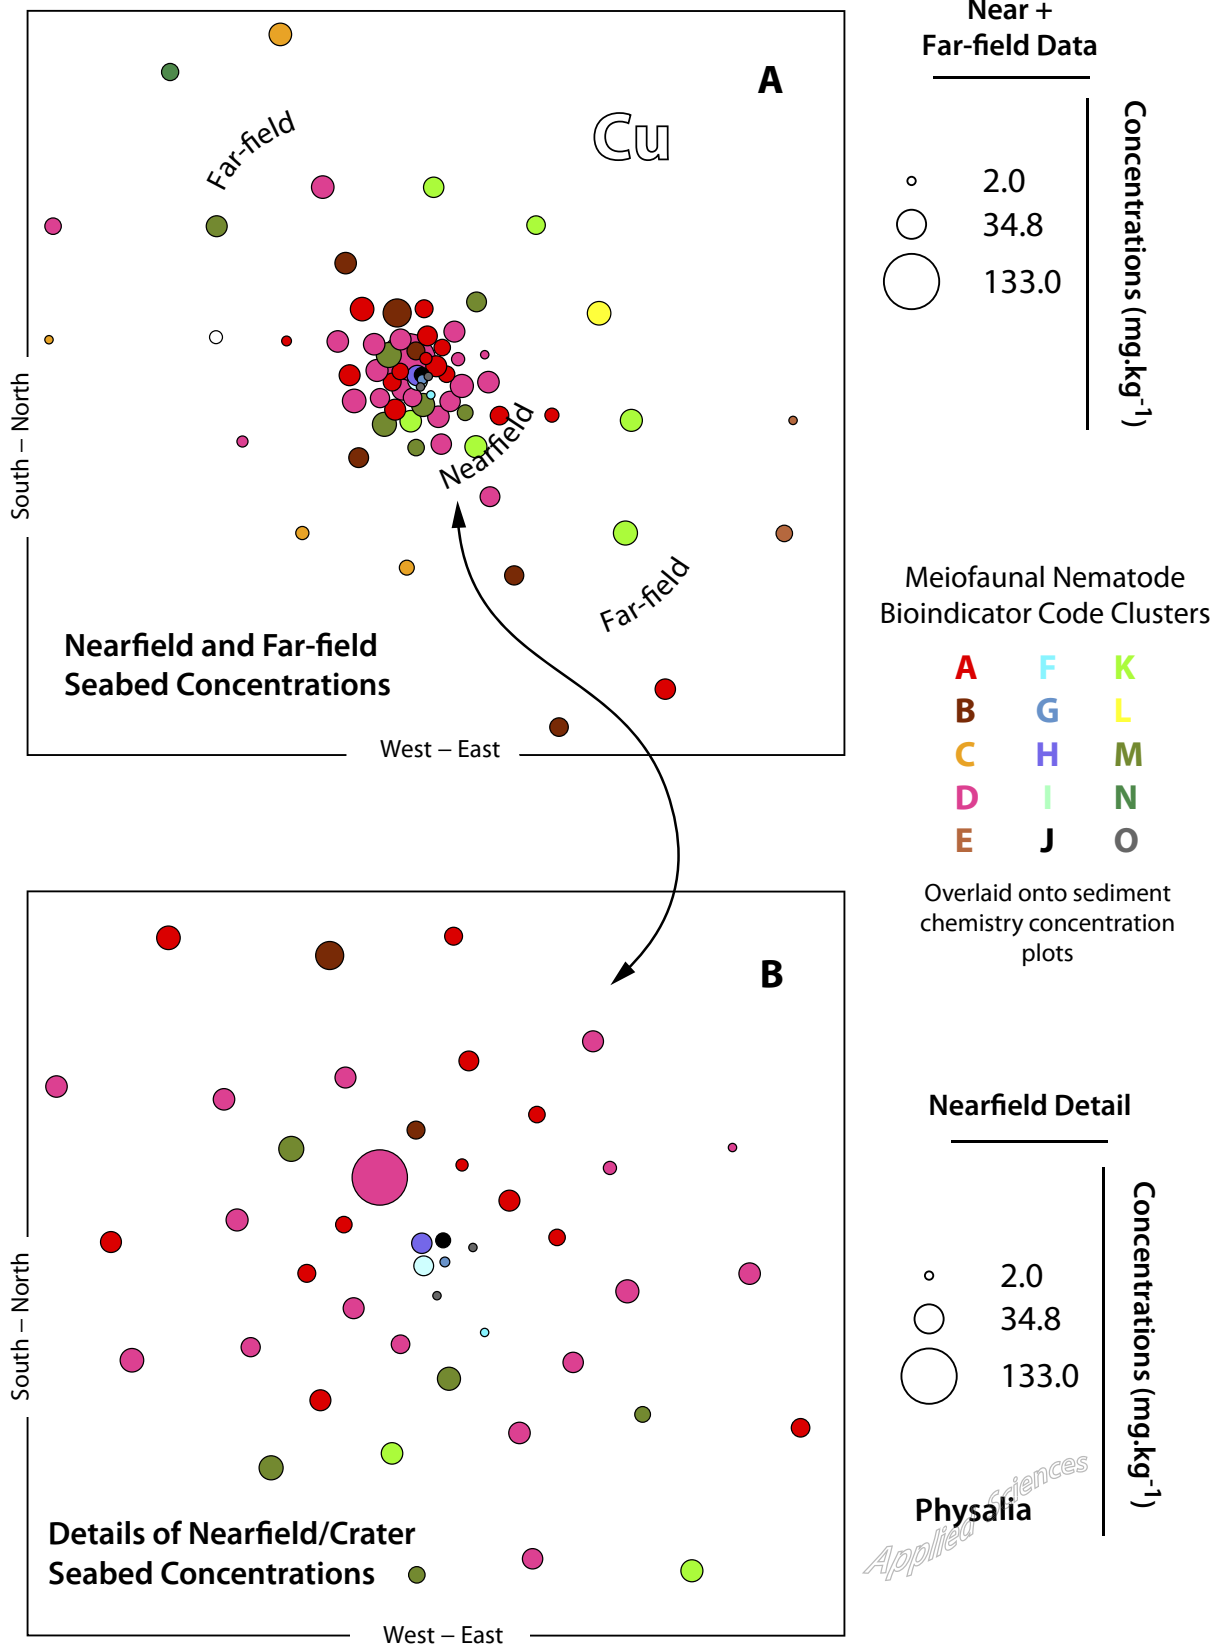 Near +
Far-field Data
A
Cu
Far-field
Concentrations (mg.kg-1)
2.0
34.8
133.0
South – North
Nearfield
Far-field
Nearfield and Far-field
Seabed Concentrations
West – East
Meiofaunal Nematode
Bioindicator Code Clusters
A F K
B G L
C H M
D I N
E J O
Overlaid onto sediment
chemistry concentration
plots
B
Nearfield Detail
Concentrations (mg.kg-1)
2.0
34.8
133.0
South – North
Details of Nearfield/Crater
Seabed Concentrations
West – East
Physalia
Applied Sciences